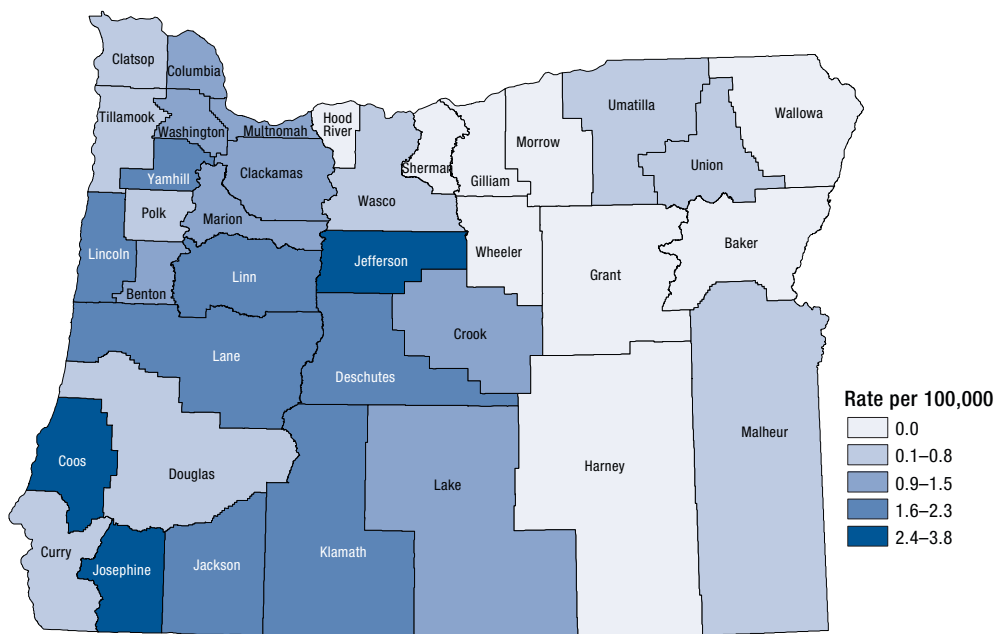 Clatsop
Columbia
Tillamook
Washington
Multnomah
Hood
River
Sherman
Gilliam
Morrow
Umatilla
Union
Wallowa
Yamhill
Clackamas
Wasco
Polk
Marion
Lincoln
Benton
Linn
Jefferson
Wheeler
Grant
Baker
Lane
Deschutes
Crook
Coos
Douglas
Lake
Harney
Malheur
Curry
Josephine
Jackson
Klamath
Rate per 100,000
0.0
0.1–0.8
0.9–1.5
1.6–2.3
2.4–3.8